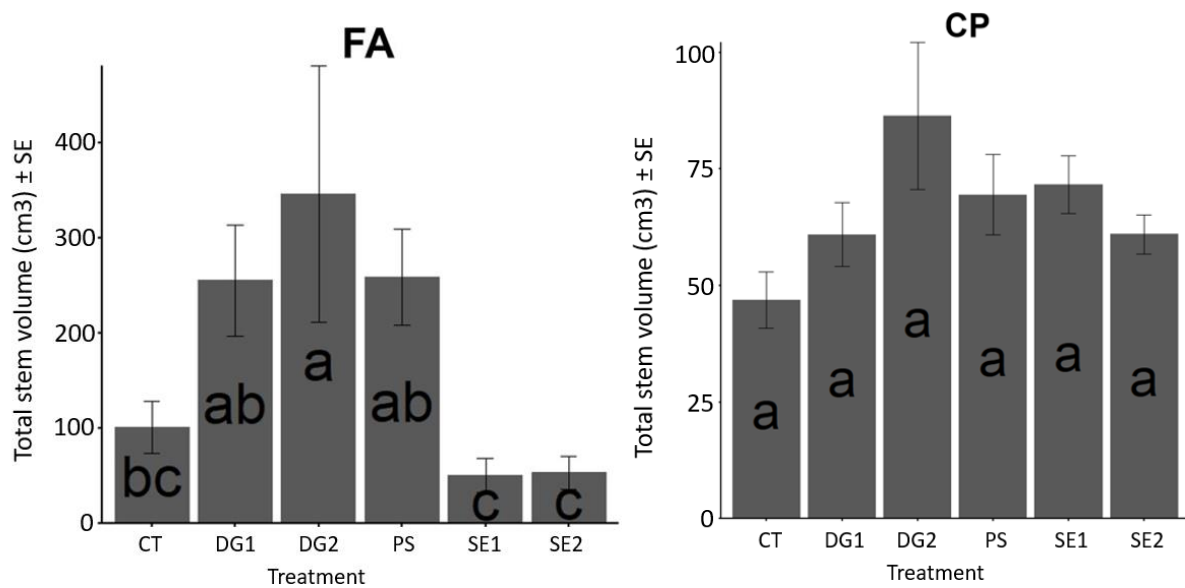 FA
Total stem volume (cm3) ± SE
400
300
200
100
0
bc
ab
a
ab
c
c
CT DG1 DG2 PS SE1 SE2
Treatment
CP
Total stem volume (cm3) ± SE
100
75
50
25
0
a
a
a
a
a
a
CT DG1 DG2 PS SE1 SE2
Treatment